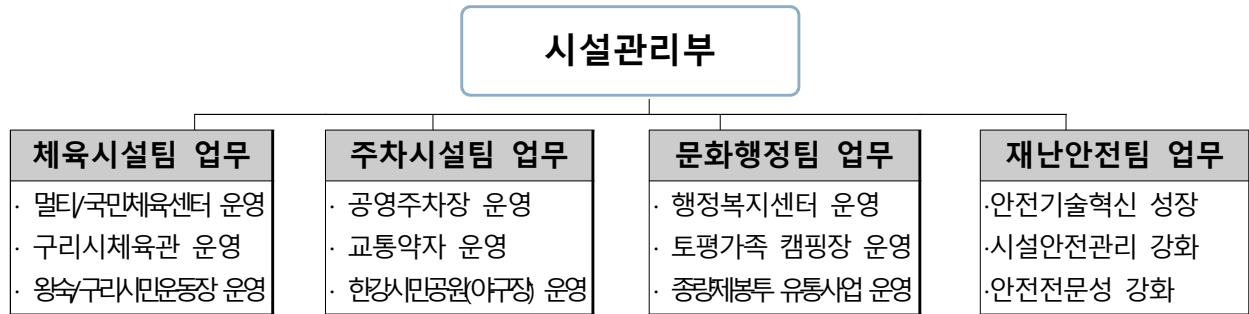 시설관리부
체육시설팀 업무
· 멀티/국민체육센터 운영
· 구리시체육관 운영
· 왕숙/구리시민운동장 운영
주차시설팀 업무
· 공영주차장 운영
· 교통약자 운영
· 한강시민공원(야구장) 운영
문화행정팀 업무
· 행정복지센터 운영
· 토평가족 캠핑장 운영
· 종량제봉투 유통사업 운영
재난안전팀 업무
·안전기술혁신 성장
·시설안전관리 강화
·안전전문성 강화